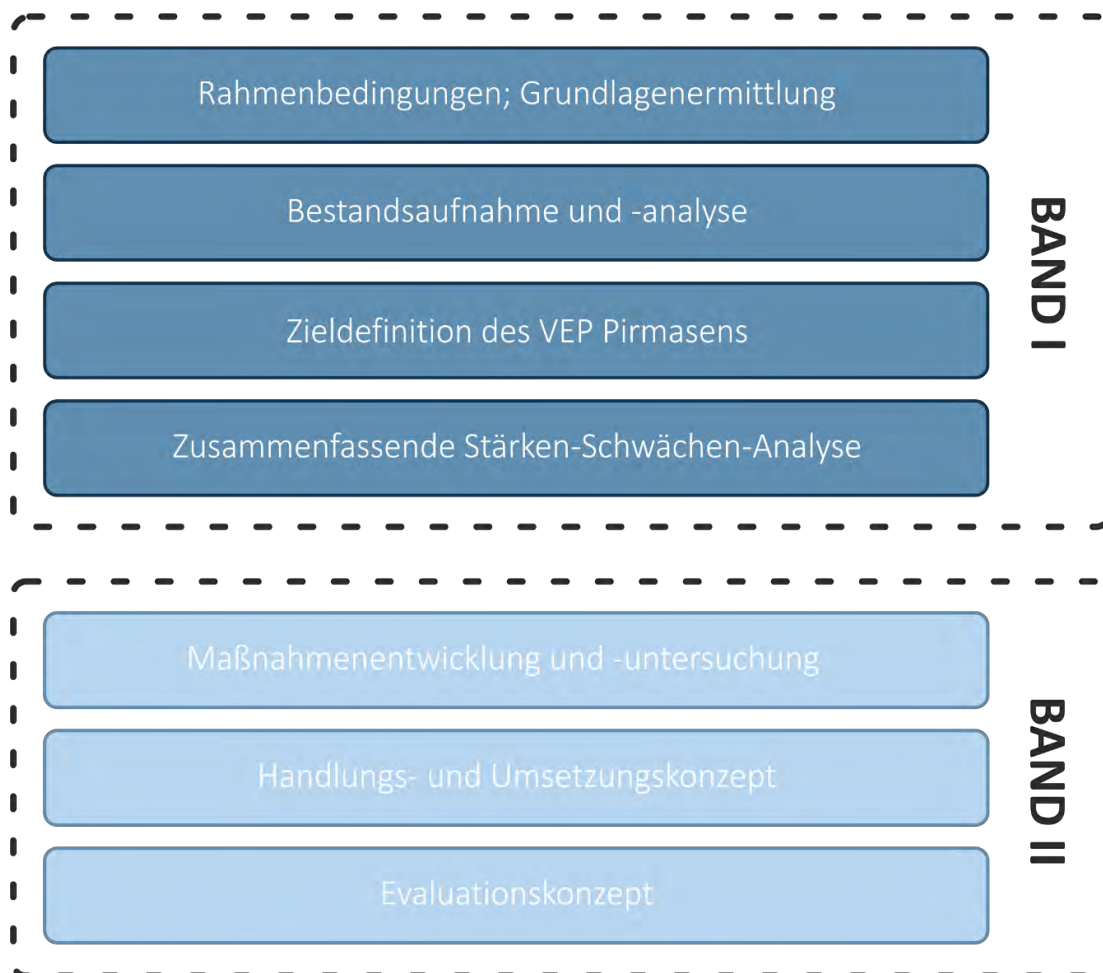 Rahmenbedingungen; Grundlagenermittlung
Bestandsaufnahme und -analyse
Zieldefinition des VEP Pirmasens
Zusammenfassende Stärken-Schwächen-Analyse
BAND I
Maßnahmenentwicklung und -untersuchung
Handlungs- und Umsetzungskonzept
Evaluationskonzept
BAND II